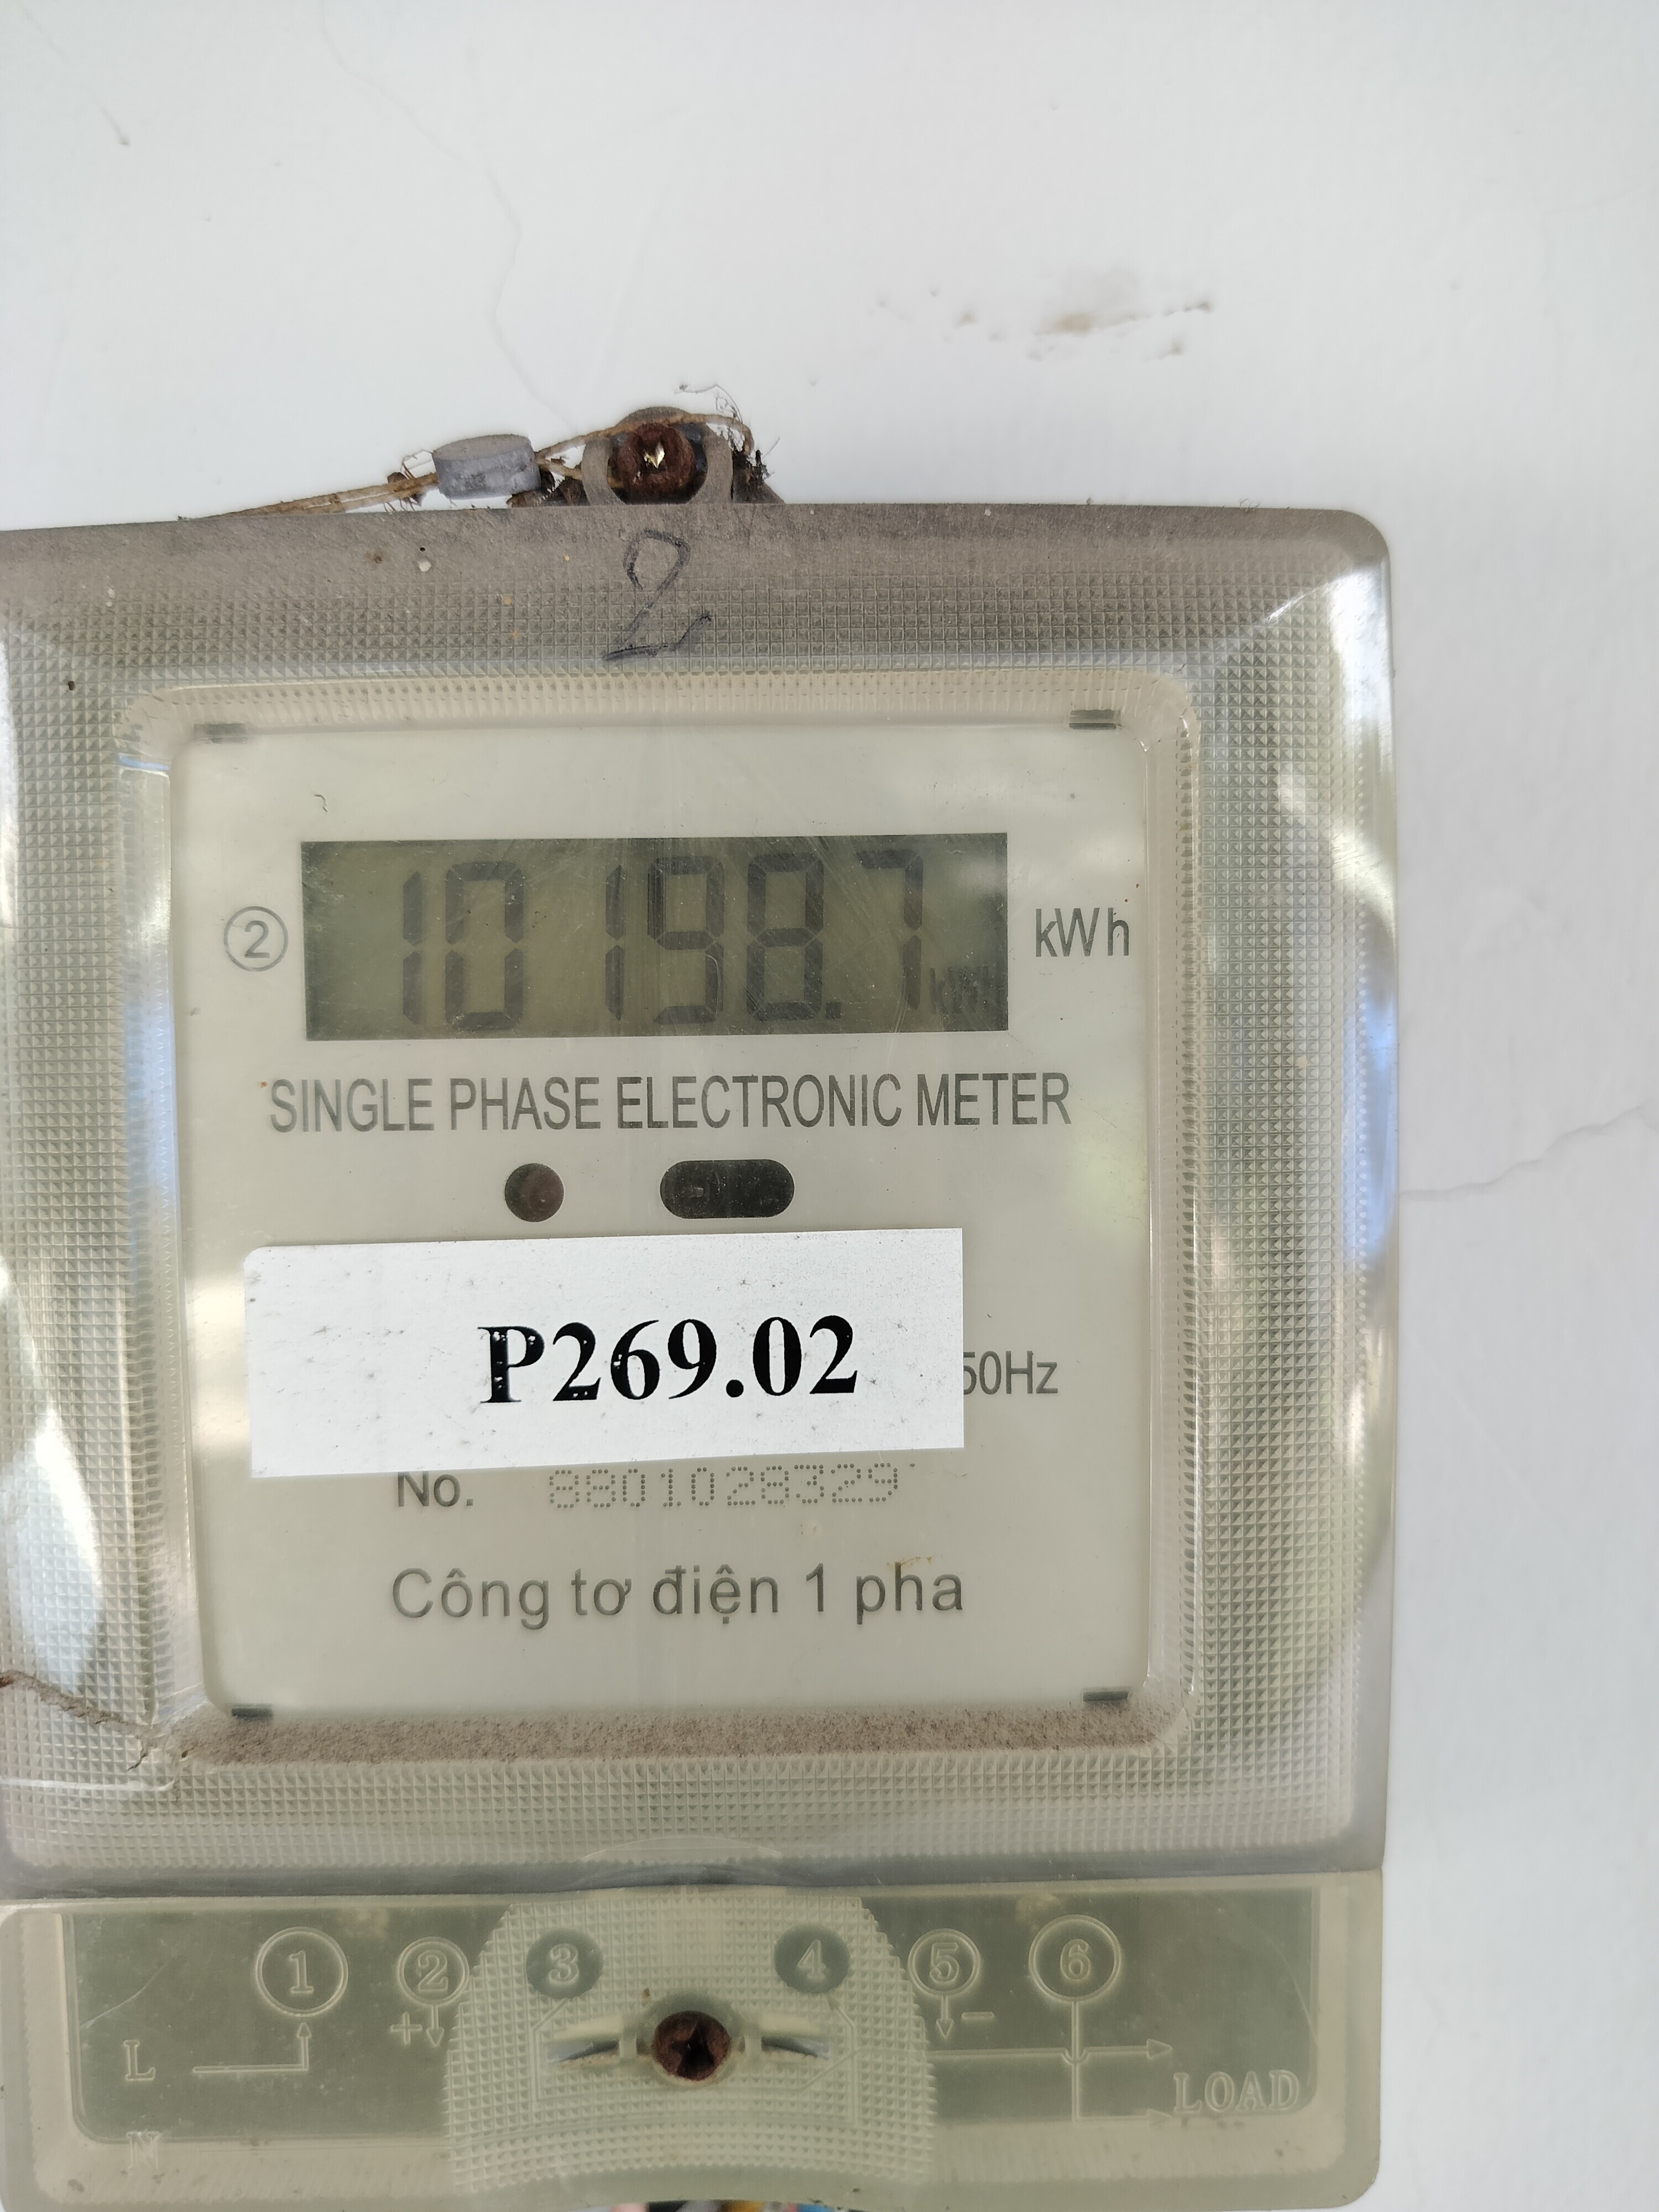 2
② 10198.7 kWh kWh
SINGLE PHASE ELECTRONIC METER
P269.02
50Hz
No. 8801028329
Công tơ điện 1 pha
1 2 3 4 5 6
+ -
L
LOAD
N